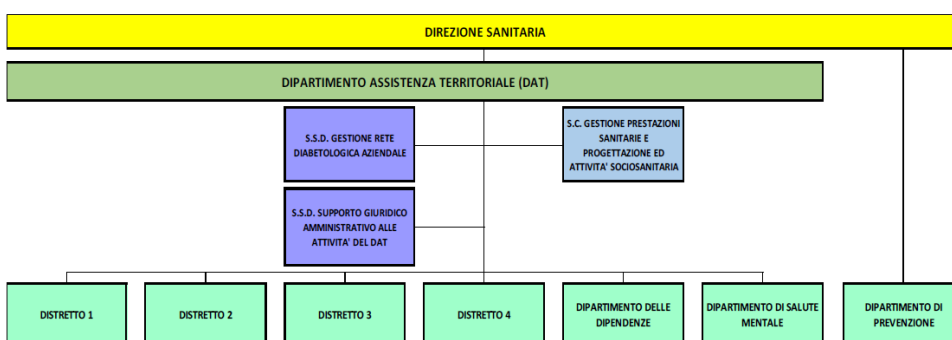 DIREZIONE SANITARIA
DIPARTIMENTO ASSISTENZA TERRITORIALE (DAT)
S.S.D. GESTIONE RETE
DIABETOLOGICA AZIENDALE
S.C. GESTIONE PRESTAZIONI
SANITARIE E
PROGETTAZIONE ED
ATTIVITA' SOCIOSANITARIA
S.S.D. SUPPORTO GIURIDICO
AMMINISTRATIVO ALLE
ATTIVITA' DEL DAT
DISTRETTO 1
DISTRETTO 2
DISTRETTO 3
DISTRETTO 4
DIPARTIMENTO DELLE
DIPENDENZE
DIPARTIMENTO DI SALUTE
MENTALE
DIPARTIMENTO DI
PREVENZIONE